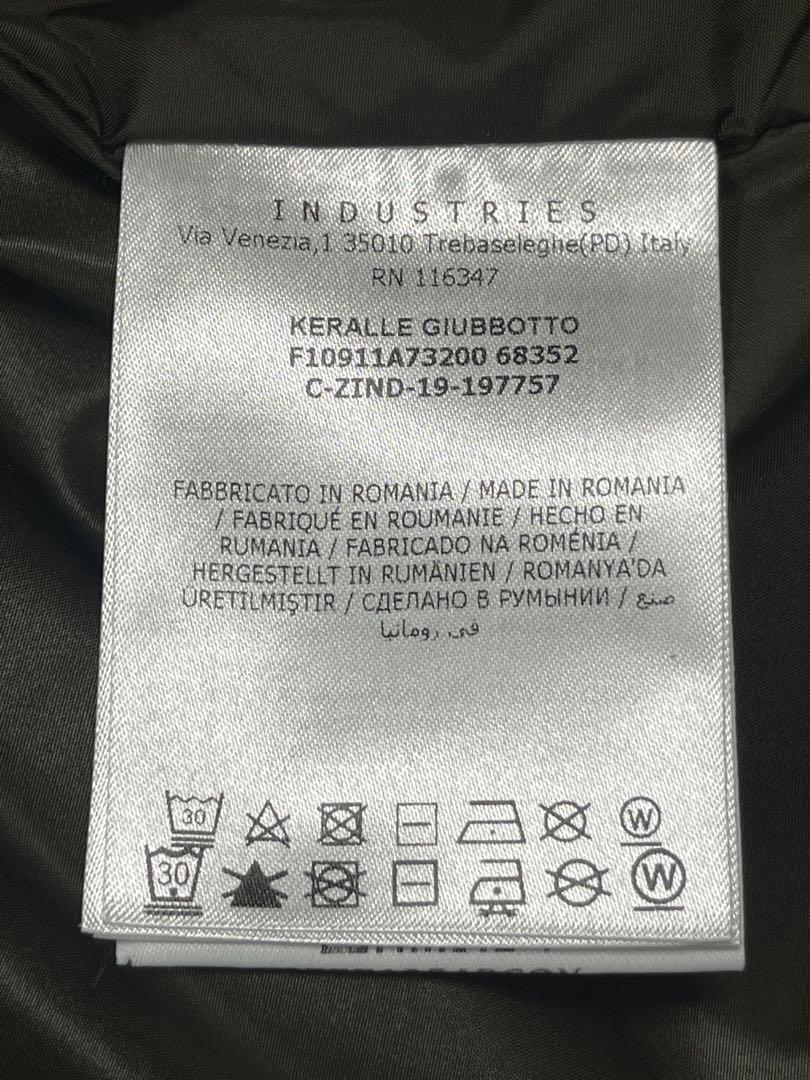 INDUSTRIES
Via Venezia,1 35010 Trebaseleghe(PD) Italy
RN 116347
KERALLE GIUBBOTTO
F10911A73200 68352
C-ZIND-19-197757
FABBRICATO IN ROMANIA / MADE IN ROMANIA
/ FABRIQUÉ EN ROUMANIE / HECHO EN
RUMANIA / FABRICADO NA ROMÉNIA /
HERGESTELLT IN RUMÄNIEN / ROMANYA'DA
ÜRETILMIŞTIR / СДЕЛАНО В РУМЫНИИ / صنع
في رومانيا
30 W
30 W